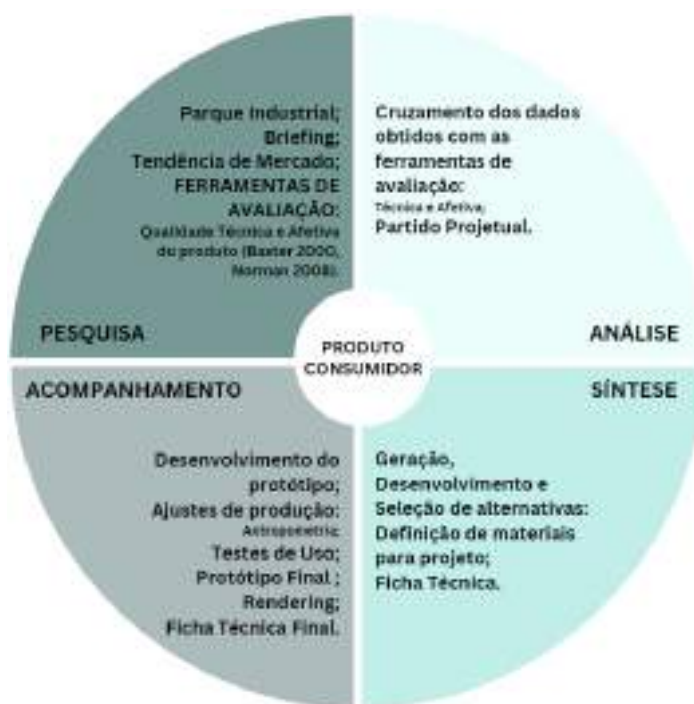 Parque Industrial;
Briefing;
Tendência de Mercado;
FERRAMENTAS DE
AVALIAÇÃO:
Qualidade Técnica e Afetiva
do produto (Baxter 2000,
Norman 2008).
PESQUISA
Cruzamento dos dados
obtidos com as
ferramentas de
avaliação:
Técnica e Afetiva;
Partido Projetual.
ANÁLISE
PRODUTO
CONSUMIDOR
ACOMPANHAMENTO
Desenvolvimento do
protótipo;
Ajustes de produção:
Antropometria;
Testes de Uso;
Protótipo Final ;
Rendering;
Ficha Técnica Final.
SÍNTESE
Geração,
Desenvolvimento e
Seleção de alternativas:
Definição de materiais
para projeto;
Ficha Técnica.